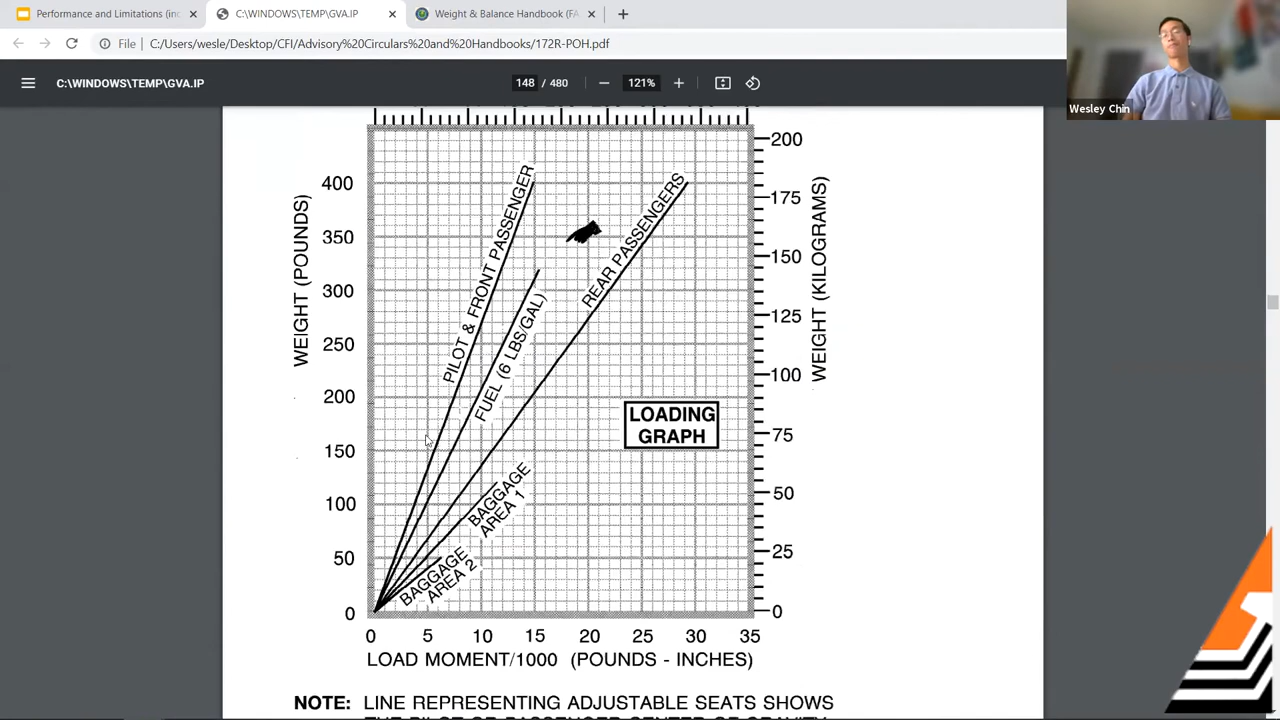 Performance and Limitations (in
C:\WINDOWS\TEMP\GVA.IP
Weight & Balance Handbook (FA
File
C:/Users/wesle/Desktop/CFI/Advisory%20Circulars%20and%20Handbooks/172R-POH.pdf
C:\WINDOWS\TEMP\GVA.IP
148 / 480
121%
Wesley Chin
WEIGHT (POUNDS)
400
350
300
250
200
150
100
50
0
PILOT & FRONT PASSENGER
FUEL (6 LBS/GAL)
REAR PASSENGERS
BAGGAGE
AREA 1
BAGGAGE
AREA 2
LOADING
GRAPH
200
175
150
125
100
75
50
25
0
WEIGHT (KILOGRAMS)
0 5 10 15 20 25 30 35
LOAD MOMENT/1000 (POUNDS - INCHES)
NOTE: LINE REPRESENTING ADJUSTABLE SEATS SHOWS